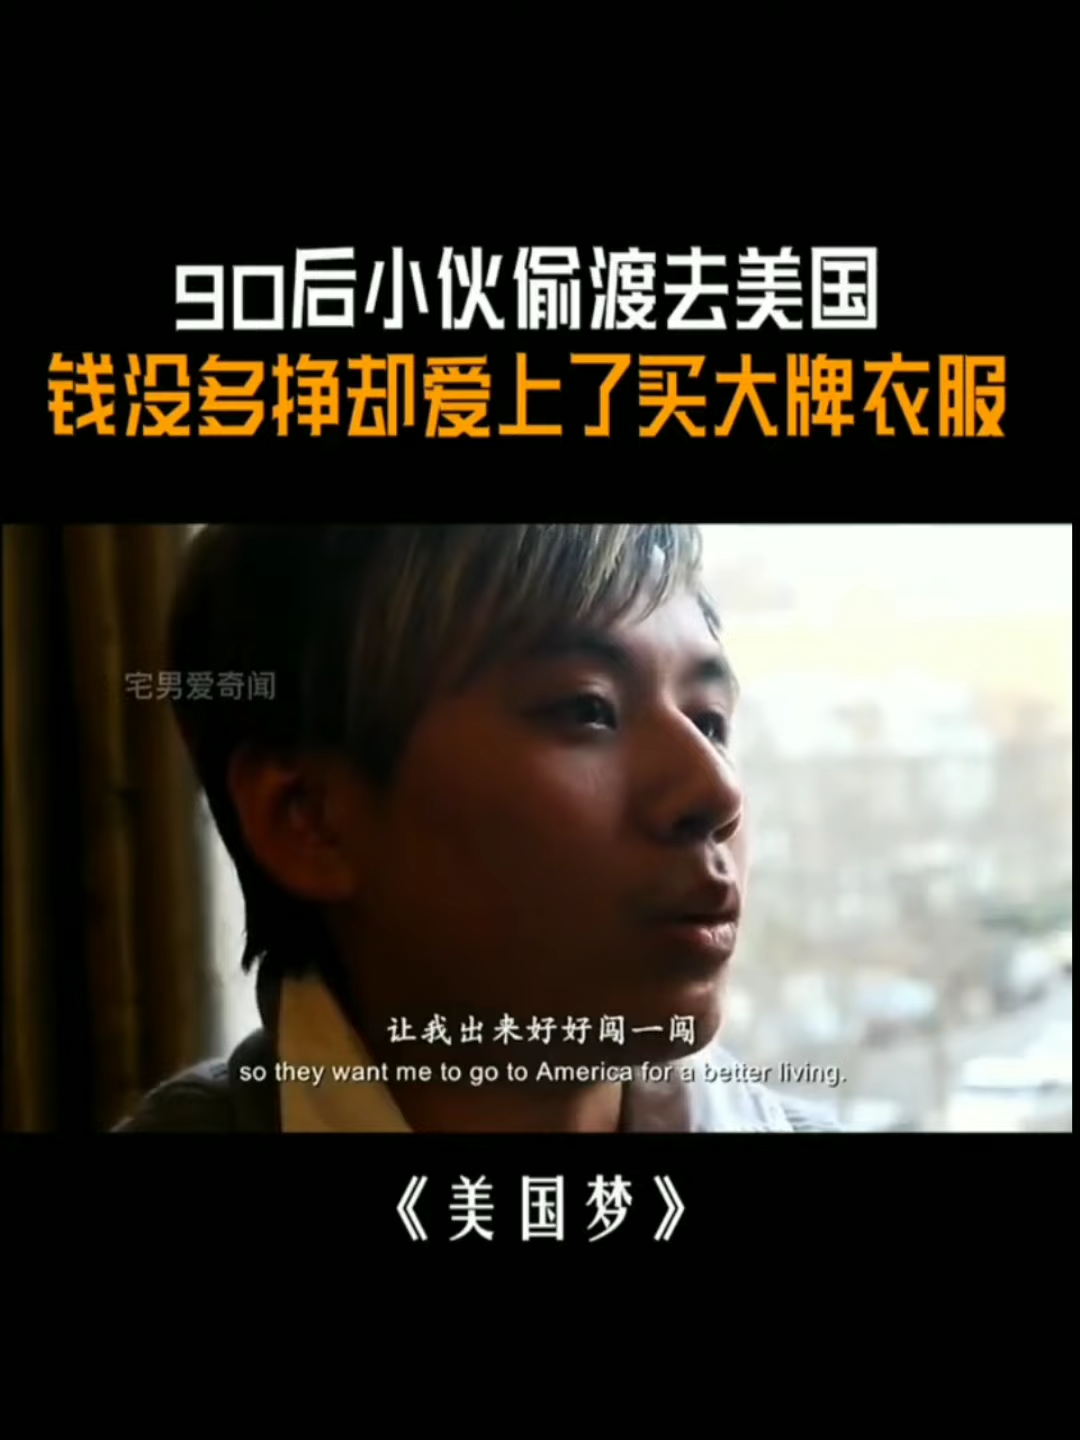 90后小伙偷渡去美国
钱没多挣却爱上了买大牌衣服
宅男爱奇闻
让我出来好好闯一闯
so they want me to go to America for a better living.
《美国梦》